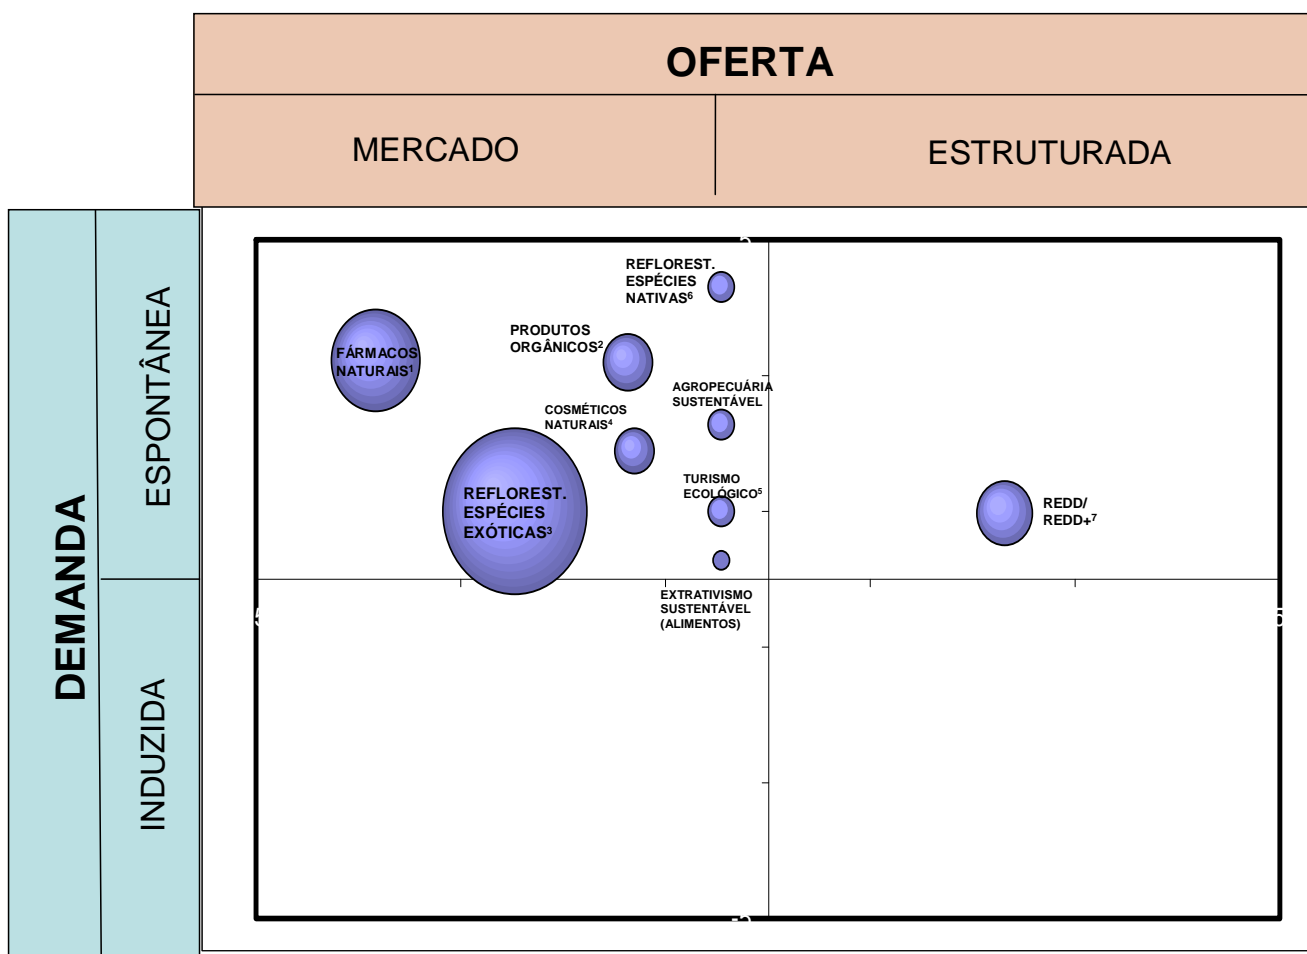 OFERTA
MERCADO
ESTRUTURADA
DEMANDA
ESPONTÂNEA
INDUZIDA
REFLOREST.
ESPÉCIES
NATIVAS⁶
PRODUTOS
ORGÂNICOS²
FÁRMACOS
NATURAIS¹
AGROPECUÁRIA
SUSTENTÁVEL
COSMÉTICOS
NATURAIS⁴
TURISMO
ECOLÓGICO⁵
REFLOREST.
ESPÉCIES
EXÓTICAS³
REDD/
REDD+⁷
EXTRATIVISMO
SUSTENTÁVEL
(ALIMENTOS)